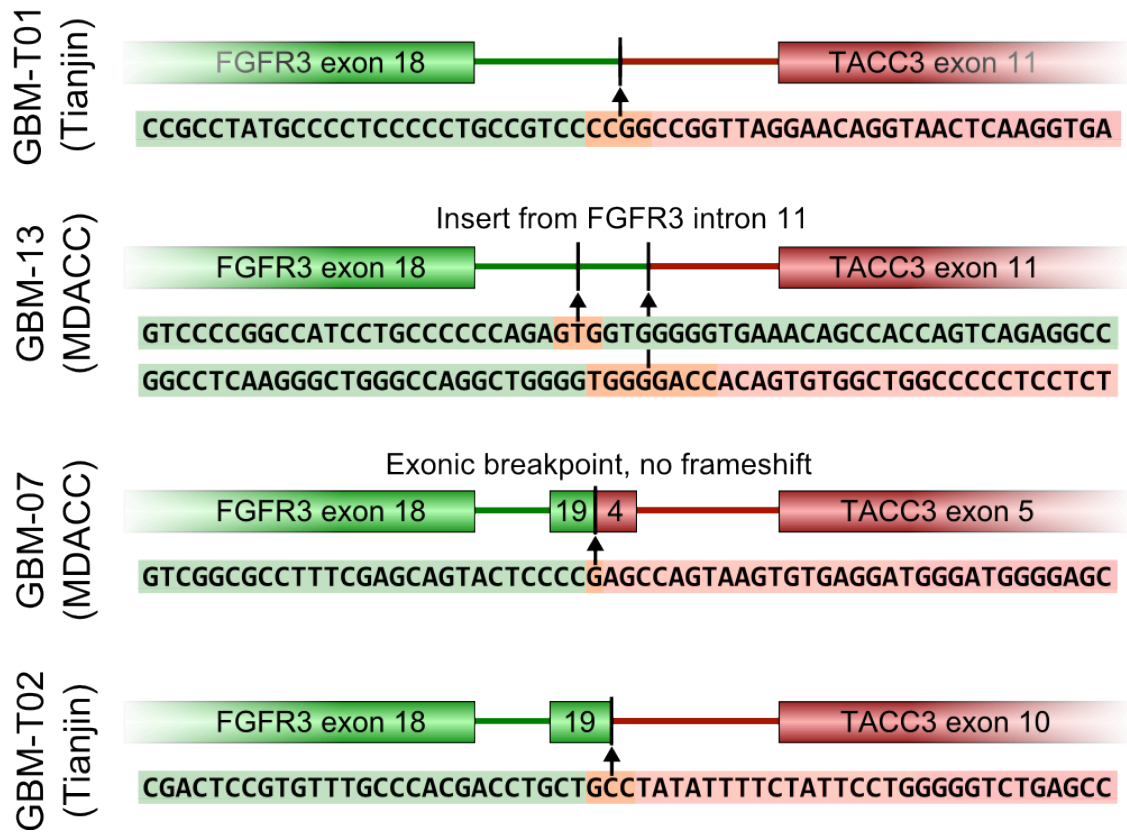 GBM-T01
(Tianjin)
FGFR3 exon 18
TACC3 exon 11
CCGCCTATGCCCCTCCCCCTGCCGTCCCCGGCCGGTTAGGAACAGGTAACTCAAGGTGA
GBM-13
(MDACC)
Insert from FGFR3 intron 11
FGFR3 exon 18
TACC3 exon 11
GTCCCCGGCCATCCTGCCCCCCAGAGTGGTGGGGGTGAAACAGCCACCAGTCAGAGGCC
GGCCTCAAGGGCTGGGCCAGGCTGGGGTGGGGACCACAGTGTGGCTGGCCCCCTCCTCT
GBM-07
(MDACC)
Exonic breakpoint, no frameshift
FGFR3 exon 18
19
4
TACC3 exon 5
GTCGGCGCCTTTCGAGCAGTACTCCCCGAGCCAGTAAGTGTGAGGATGGGATGGGGAGC
GBM-T02
(Tianjin)
FGFR3 exon 18
19
TACC3 exon 10
CGACTCCGTGTTTGCCCACGACCTGCTGCCTATATTTTCTATTCCTGGGGGTCTGAGCC